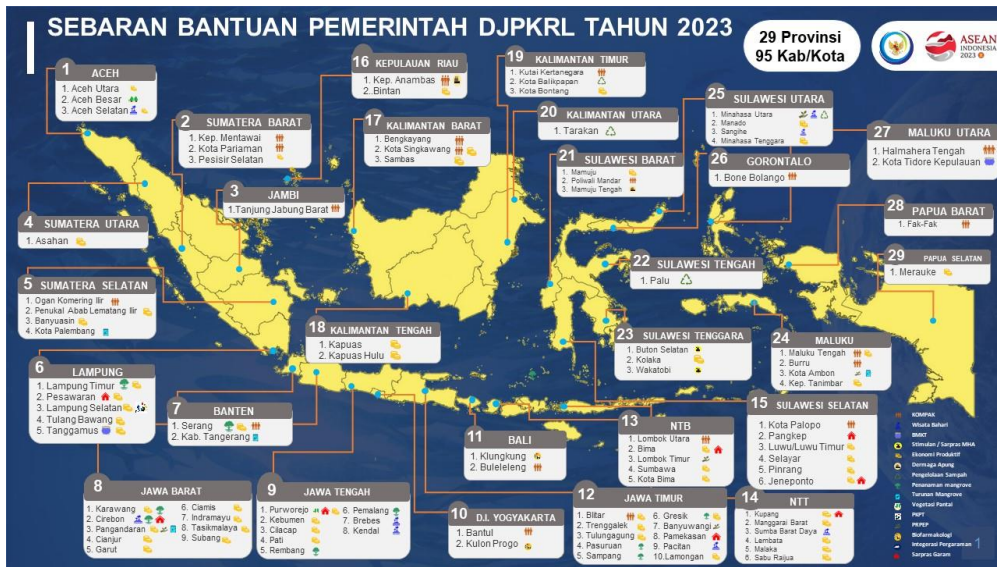 SEBARAN BANTUAN PEMERINTAH DJPKRL TAHUN 2023
29 Provinsi
95 Kab/Kota
ASEAN
INDONESIA
2023
1 ACEH
1. Aceh Utara
2. Aceh Besar
3. Aceh Selatan
2 SUMATERA BARAT
1. Kep. Mentawai
2. Kota Pariaman
3. Pesisir Selatan
3 JAMBI
1.Tanjung Jabung Barat
4 SUMATERA UTARA
1. Asahan
5 SUMATERA SELATAN
1. Ogan Komering Ilir
2. Penukal Abab Lematang Ilir
3. Banyuasin
4. Kota Palembang
6 LAMPUNG
1. Lampung Timur
2. Pesawaran
3. Lampung Selatan
4. Tulang Bawang
5. Tanggamus
7 BANTEN
1. Serang
2. Kab. Tangerang
8 JAWA BARAT
1. Karawang
2. Cirebon
3. Pangandaran
4. Cianjur
5. Garut
6. Ciamis
7. Indramayu
8. Tasikmalaya
9. Subang
9 JAWA TENGAH
1. Purworejo
2. Kebumen
3. Cilacap
4. Pati
5. Rembang
6. Pemalang
7. Brebes
8. Kendal
10 D.I. YOGYAKARTA
1. Bantul
2. Kulon Progo
11 BALI
1. Klungkung
2. Buleleleng
12 JAWA TIMUR
1. Blitar
2. Trenggalek
3. Tulungagung
4. Pasuruan
5. Sampang
6. Gresik
7. Banyuwangi
8. Pamekasan
9. Pacitan
10. Lamongan
13 NTB
1. Lombok Utara
2. Bima
3. Lombok Timur
4. Sumbawa
5. Kota Bima
14 NTT
1. Kupang
2. Manggarai Barat
3. Sumba Barat Daya
4. Lembata
5. Malaka
6. Sabu Raijua
15 SULAWESI SELATAN
1. Kota Palopo
2. Pangkep
3. Luwu/Luwu Timur
4. Selayar
5. Pinrang
6. Jeneponto
16 KEPULAUAN RIAU
1. Kep. Anambas
2. Bintan
17 KALIMANTAN BARAT
1. Bengkayang
2. Kota Singkawang
3. Sambas
18 KALIMANTAN TENGAH
1. Kapuas
2. Kapuas Hulu
19 KALIMANTAN TIMUR
1. Kutai Kertanegara
2. Kota Balikpapan
3. Kota Bontang
20 KALIMANTAN UTARA
1. Tarakan
21 SULAWESI BARAT
1. Mamuju
2. Poliwali Mandar
3. Mamuju Tengah
22 SULAWESI TENGAH
1. Palu
23 SULAWESI TENGGARA
1. Buton Selatan
2. Kolaka
3. Wakatobi
24 MALUKU
1. Maluku Tengah
2. Burru
3. Kota Ambon
4. Kep. Tanimbar
25 SULAWESI UTARA
1. Minahasa Utara
2. Manado
3. Sangihe
4. Minahasa Tenggara
26 GORONTALO
1. Bone Bolango
27 MALUKU UTARA
1. Halmahera Tengah
2. Kota Tidore Kepulauan
28 PAPUA BARAT
1. Fak-Fak
29 PAPUA SELATAN
1. Merauke
KOMPAK
Wisata Bahari
BMKT
Stimulan / Sarpras MHA
Ekonomi Produktif
Dermaga Apung
Pengelolaan Sampah
Penanaman mangrove
Turunan Mangrove
Vegetasi Pantai
PKPT
PRPEP
Biofarmakologi
Integerasi Pergaraman
Sarpras Garam
1